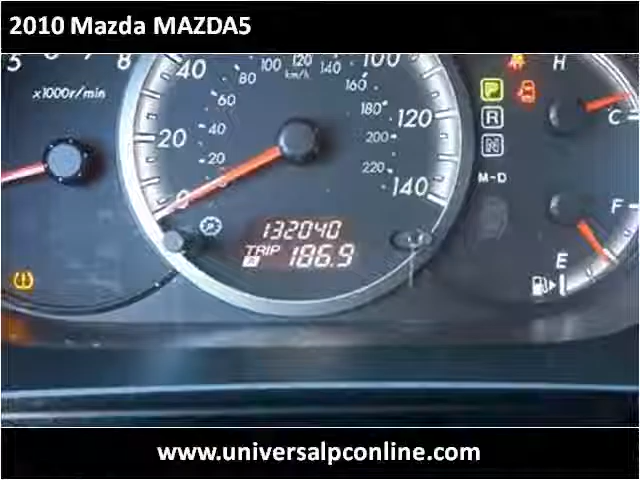 2010 Mazda MAZDA5
5 6 7 8
x1000r/min
0 20 40 100 120 140
20 40 60 80 100 120 140 160 180 200 220
km/h
P
R
N
M-D
H
C
F
E
132040
TRIP A 186.9
www.universalpconline.com